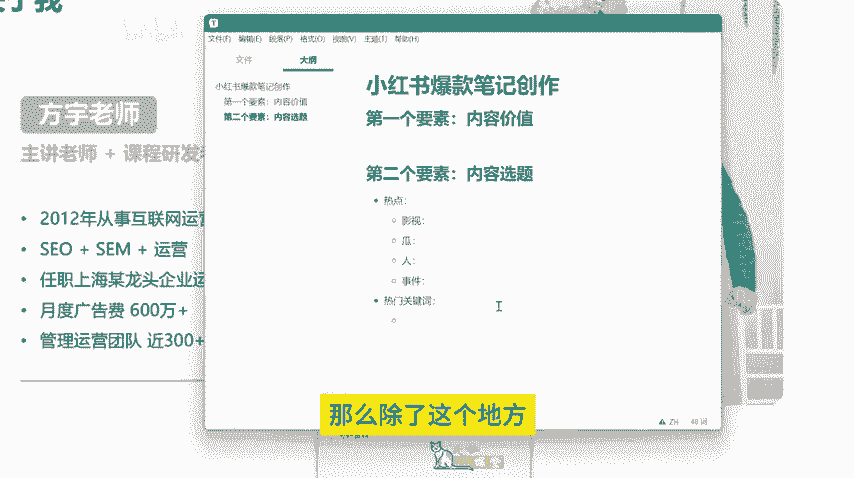 方宇老师
主讲老师 + 课程研发
• 2012年从事互联网运营
• SEO + SEM + 运营
• 任职上海某龙头企业运
• 月度广告费 600万+
• 管理运营团队 近300+
T
文件(F) 编辑(E) 段落(P) 格式(O) 视图(V) 主题(T) 帮助(H)
文件 大纲
小红书爆款笔记创作
第一个要素：内容价值
第二个要素：内容选题
小红书爆款笔记创作
第一个要素：内容价值
第二个要素：内容选题
• 热点：
○ 影视：
○ 瓜：
○ 人：
○ 事件：
• 热门关键词：
ZH 48 词
那么除了这个地方